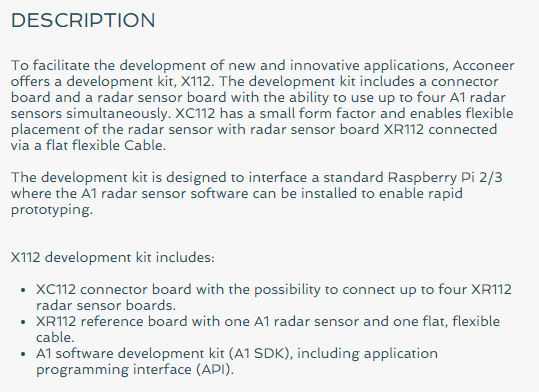 DESCRIPTION
To facilitate the development of new and innovative applications, Acconeer
offers a development kit, X112. The development kit includes a connector
board and a radar sensor board with the ability to use up to four A1 radar
sensors simultaneously. XC112 has a small form factor and enables flexible
placement of the radar sensor with radar sensor board XR112 connected
via a flat flexible Cable.
The development kit is designed to interface a standard Raspberry Pi 2/3
where the A1 radar sensor software can be installed to enable rapid
prototyping.
X112 development kit includes:
• XC112 connector board with the possibility to connect up to four XR112
radar sensor boards.
• XR112 reference board with one A1 radar sensor and one flat, flexible
cable.
• A1 software development kit (A1 SDK), including application
programming interface (API).